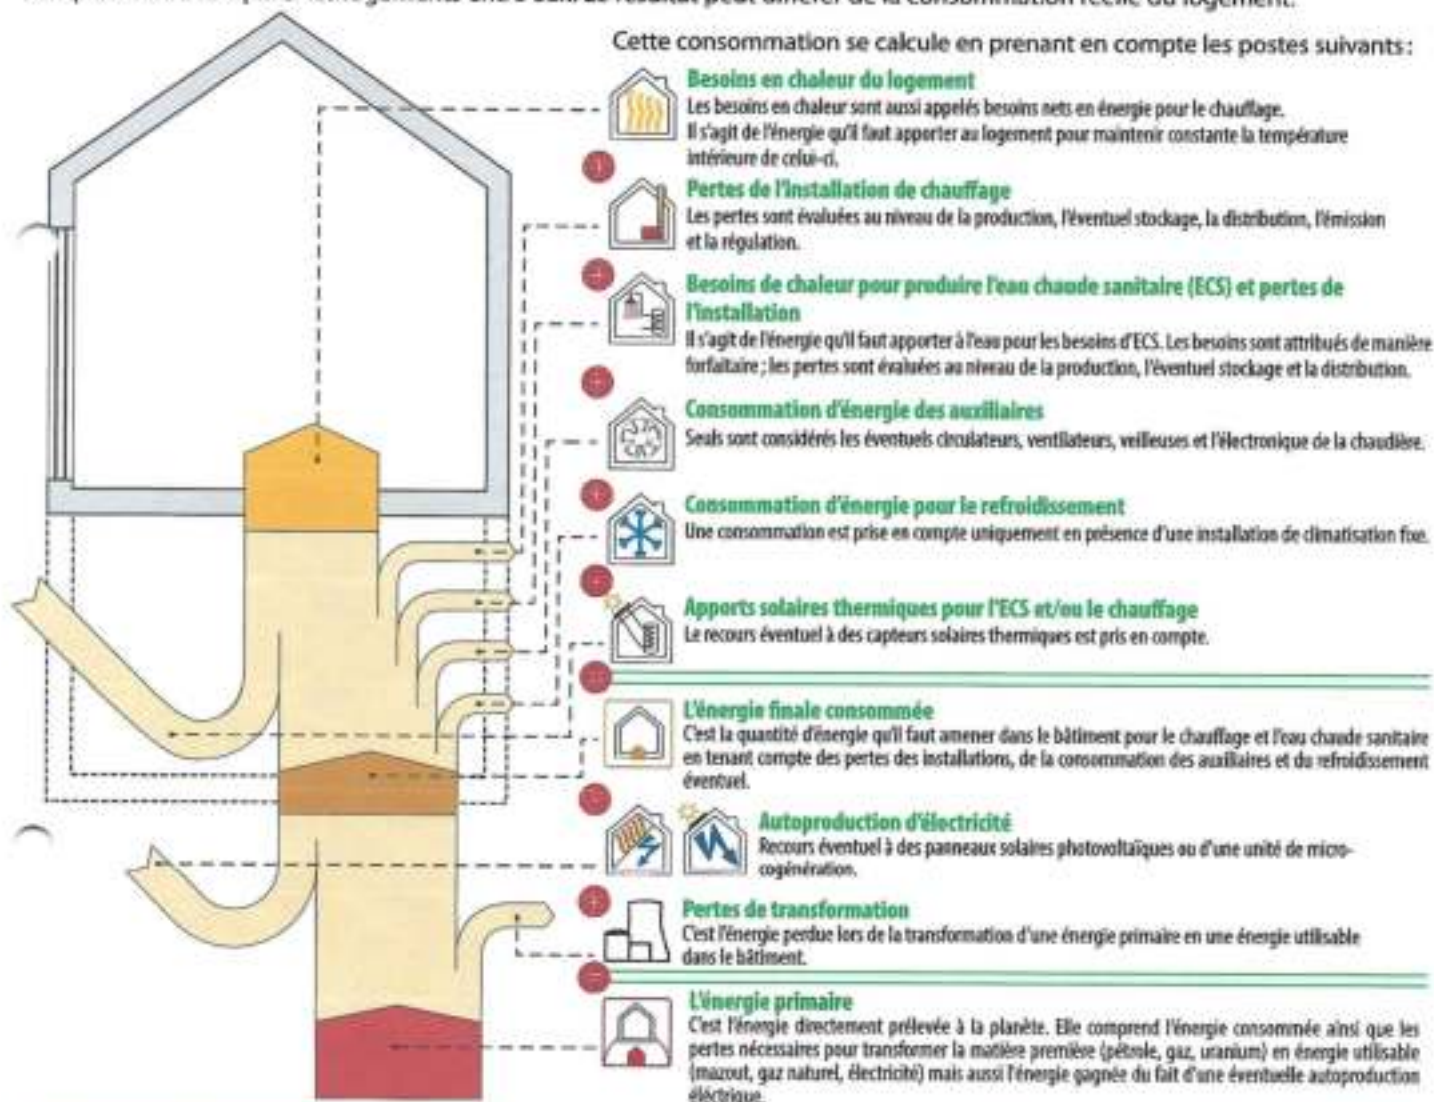 Cette consommation se calcule en prenant en compte les postes suivants :
Besoins en chaleur du logement
Les besoins en chaleur sont aussi appelés besoins nets en énergie pour le chauffage.
Il s'agit de l'énergie qu'il faut apporter au logement pour maintenir constante la température
intérieure de celui-ci.
Pertes de l'installation de chauffage
Les pertes sont évaluées au niveau de la production, l'éventuel stockage, la distribution, l'émission
et la régulation.
Besoins de chaleur pour produire l'eau chaude sanitaire (ECS) et pertes de
l'installation
Il s'agit de l'énergie qu'il faut apporter à l'eau pour les besoins d'ECS. Les besoins sont attribués de manière
forfaitaire ; les pertes sont évaluées au niveau de la production, l'éventuel stockage et la distribution.
Consommation d'énergie des auxiliaires
Seuls sont considérés les éventuels circulateurs, ventilateurs, veilleuses et l'électronique de la chaudière.
Consommation d'énergie pour le refroidissement
Une consommation est prise en compte uniquement en présence d'une installation de climatisation fixe.
Apports solaires thermiques pour l'ECS et/ou le chauffage
Le recours éventuel à des capteurs solaires thermiques est pris en compte.
L'énergie finale consommée
C'est la quantité d'énergie qu'il faut amener dans le bâtiment pour le chauffage et l'eau chaude sanitaire
en tenant compte des pertes des installations, de la consommation des auxiliaires et du refroidissement
éventuel.
Autoproduction d'électricité
Recours éventuel à des panneaux solaires photovoltaïques ou d'une unité de micro-
cogénération.
Pertes de transformation
C'est l'énergie perdue lors de la transformation d'une énergie primaire en une énergie utilisable
dans le bâtiment.
L'énergie primaire
C'est l'énergie directement prélevée à la planète. Elle comprend l'énergie consommée ainsi que les
pertes nécessaires pour transformer la matière première (pétrole, gaz, uranium) en énergie utilisable
(mazout, gaz naturel, électricité) mais aussi l'énergie gagnée du fait d'une éventuelle autoproduction
électrique.